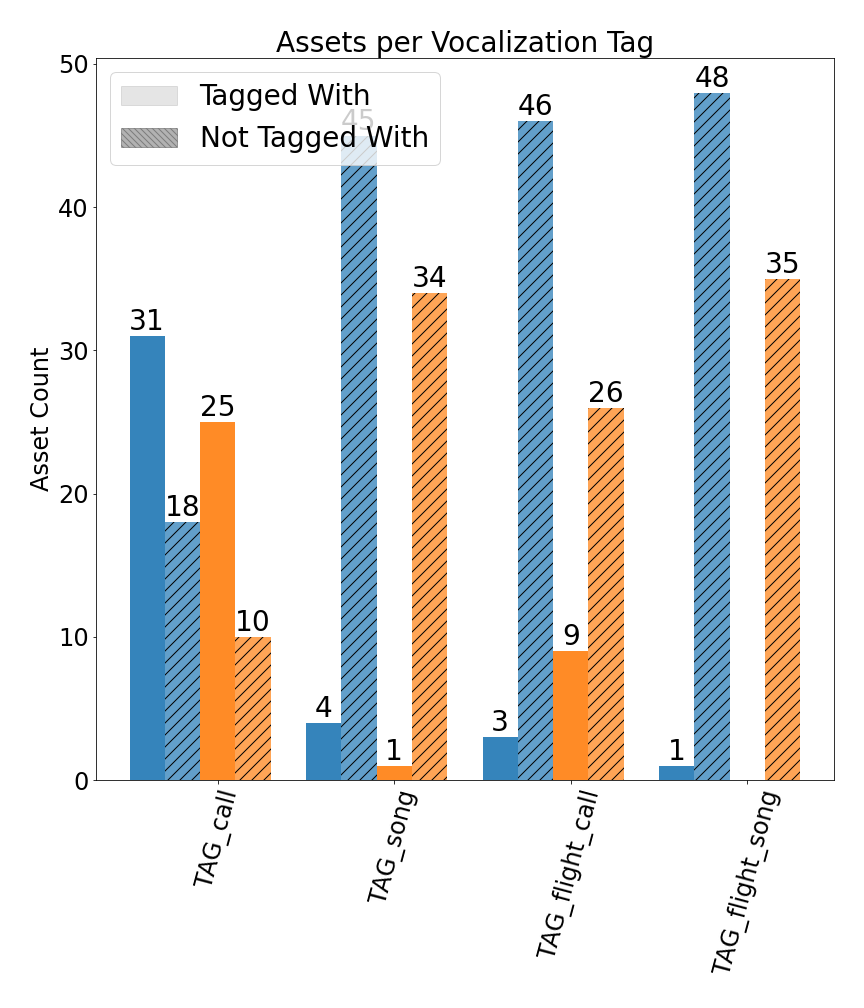 Assets per Vocalization Tag
Tagged With
Not Tagged With
Asset Count
50
40
30
20
10
0
31
18
25
10
4
45
1
34
3
46
9
26
1
48
35
TAG_call
TAG_song
TAG_flight_call
TAG_flight_song